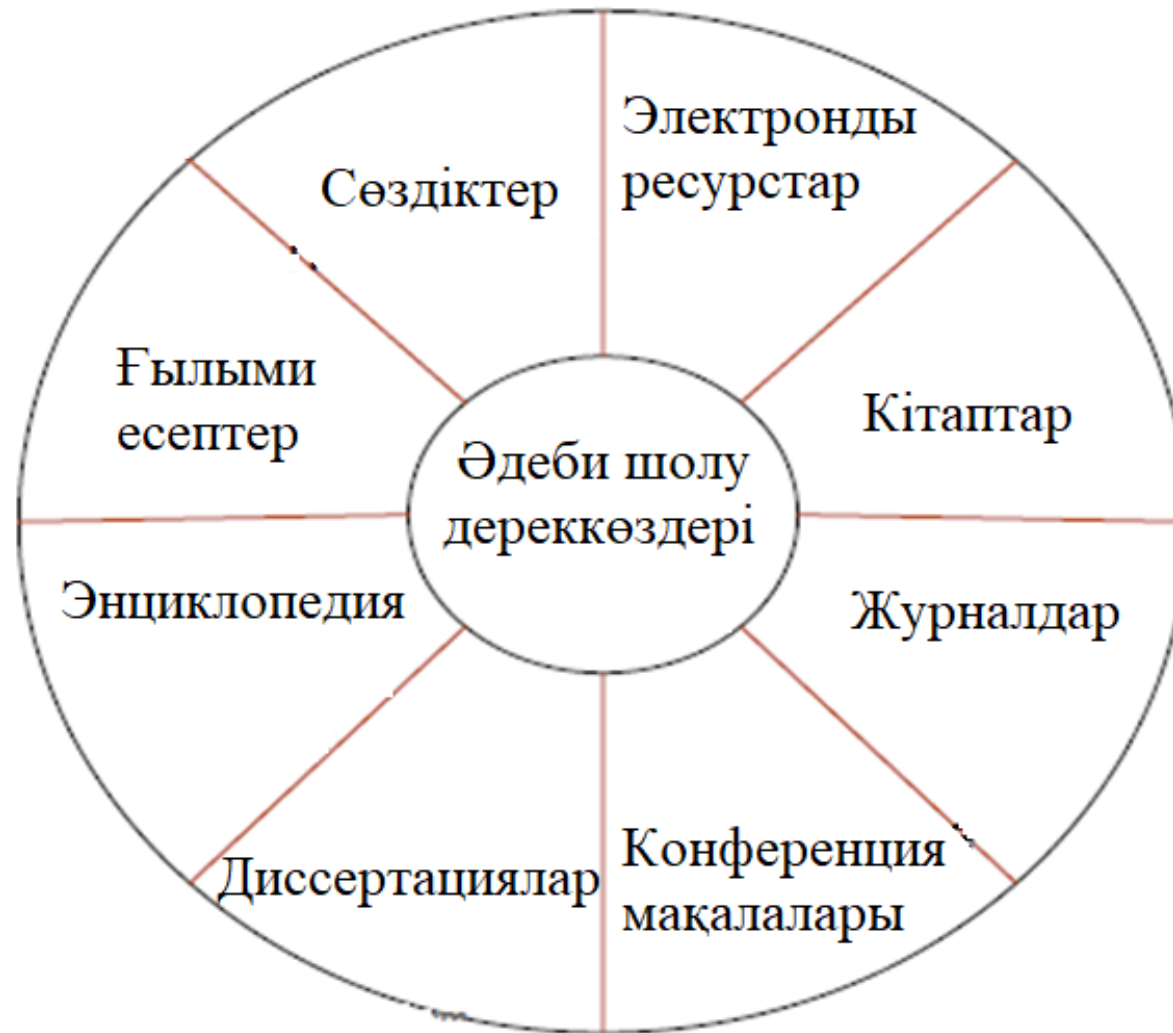 Электронды
ресурстар
Сөздіктер
Ғылыми
есептер
Кітаптар
Әдеби шолу
дереккөздері
Энциклопедия
Журналдар
Диссертациялар
Конференция
мақалалары